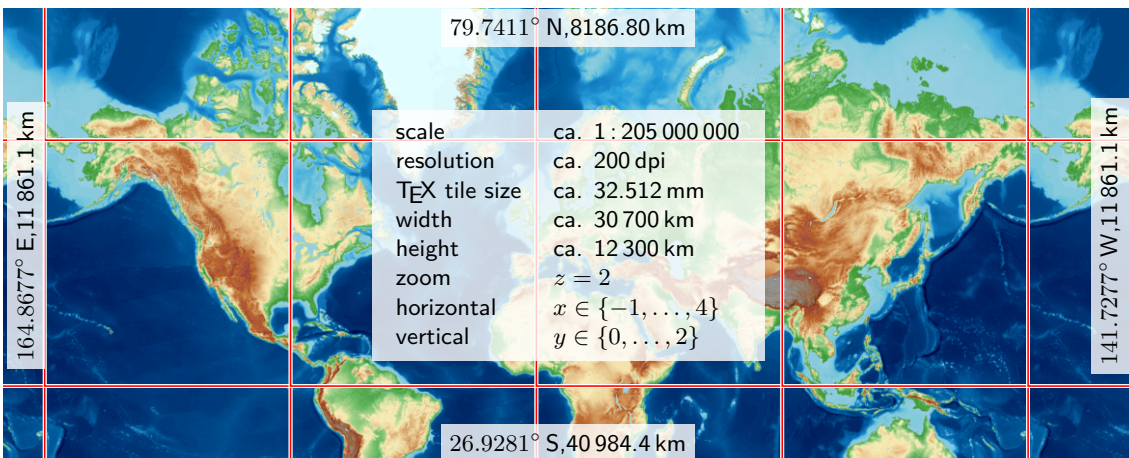 79.7411° N,8186.80 km
164.8677° E,11 861.1 km
scale ca. 1 : 205 000 000
resolution ca. 200 dpi
TEX tile size ca. 32.512 mm
width ca. 30 700 km
height ca. 12 300 km
zoom z = 2
horizontal x ∈ {−1, . . . , 4}
vertical y ∈ {0, . . . , 2}
141.7277° W,11 861.1 km
26.9281° S,40 984.4 km